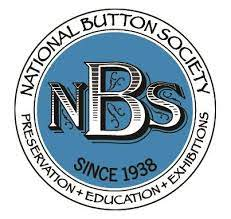 NATIONAL BUTTON SOCIETY
NBS
SINCE 1938
PRESERVATION + EDUCATION + EXHIBITIONS